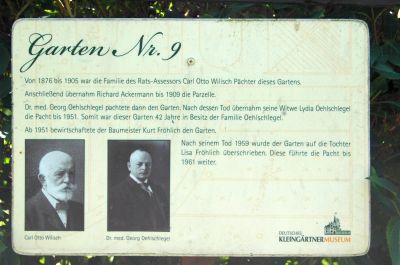 Garten Nr. 9
Von 1876 bis 1905 war die Familie des Rats-Assessors Carl Otto Wilisch Pächter dieses Gartens.
Anschließend übernahm Richard Ackermann bis 1909 die Parzelle.
Dr. med. Georg Oehlschlegel pachtete dann den Garten. Nach dessen Tod übernahm seine Witwe Lydia Oehlschlegel
die Pacht bis 1951. Somit war dieser Garten 42 Jahre in Besitz der Familie Oehlschlegel.
Ab 1951 bewirtschaftete der Baumeister Kurt Fröhlich den Garten.
Nach seinem Tod 1959 wurde der Garten auf die Tochter
Lisa Fröhlich überschrieben. Diese führte die Pacht bis
1961 weiter.
Carl Otto Wilisch
Dr. med. Georg Oehlschlegel
DEUTSCHES
KLEINGÄRTNERMUSEUM